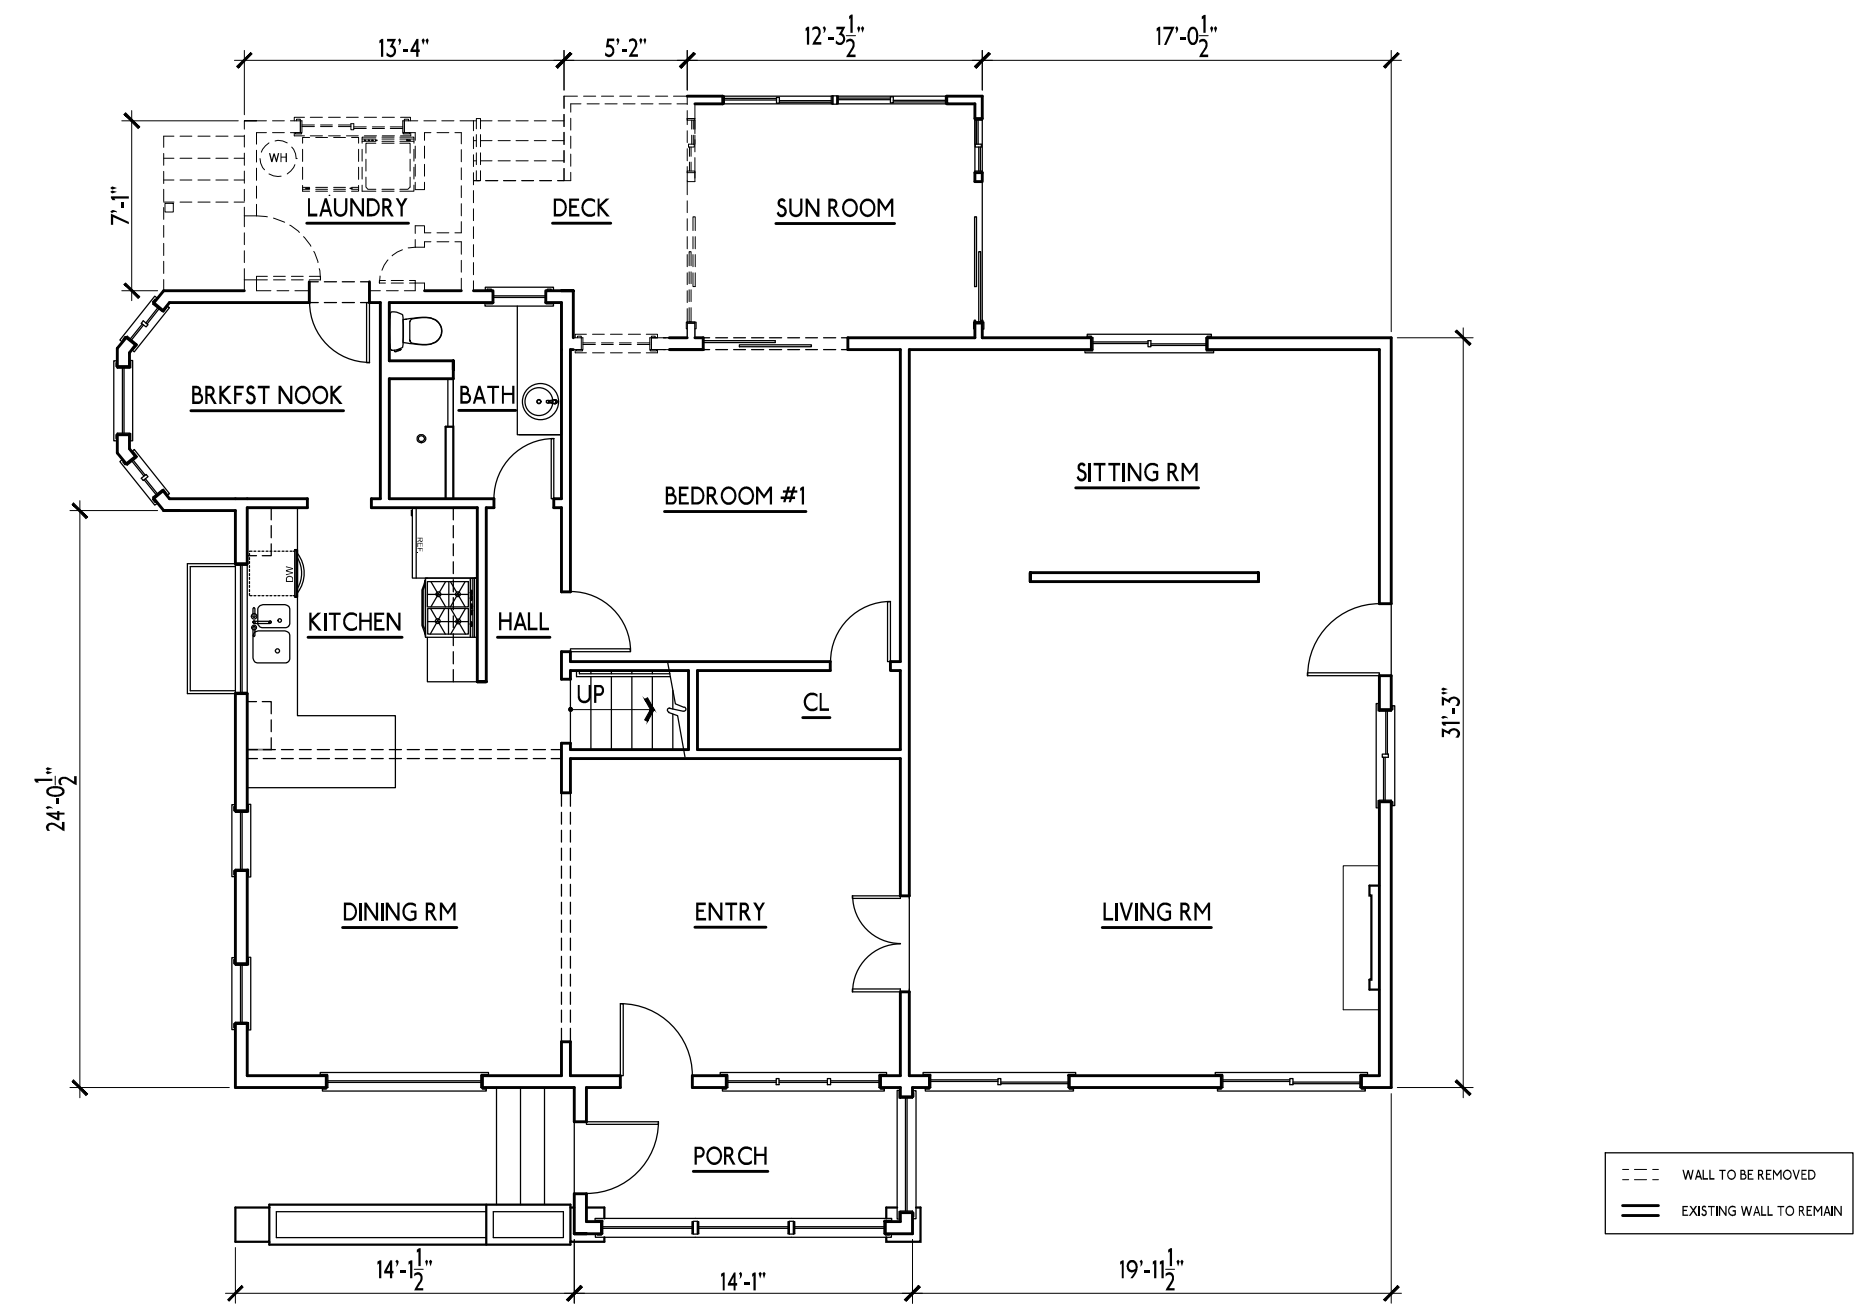 13'-4"
5'-2"
12'-3 1/2"
17'-0 1/2"
7'-1"
WH
LAUNDRY
DECK
SUN ROOM
BRKFST NOOK
BATH
BEDROOM #1
SITTING RM
REF.
DW
KITCHEN
HALL
UP
CL
31'-3"
24'-0 1/2"
DINING RM
ENTRY
LIVING RM
PORCH
WALL TO BE REMOVED
EXISTING WALL TO REMAIN
14'-1 1/2"
14'-1"
19'-11 1/2"